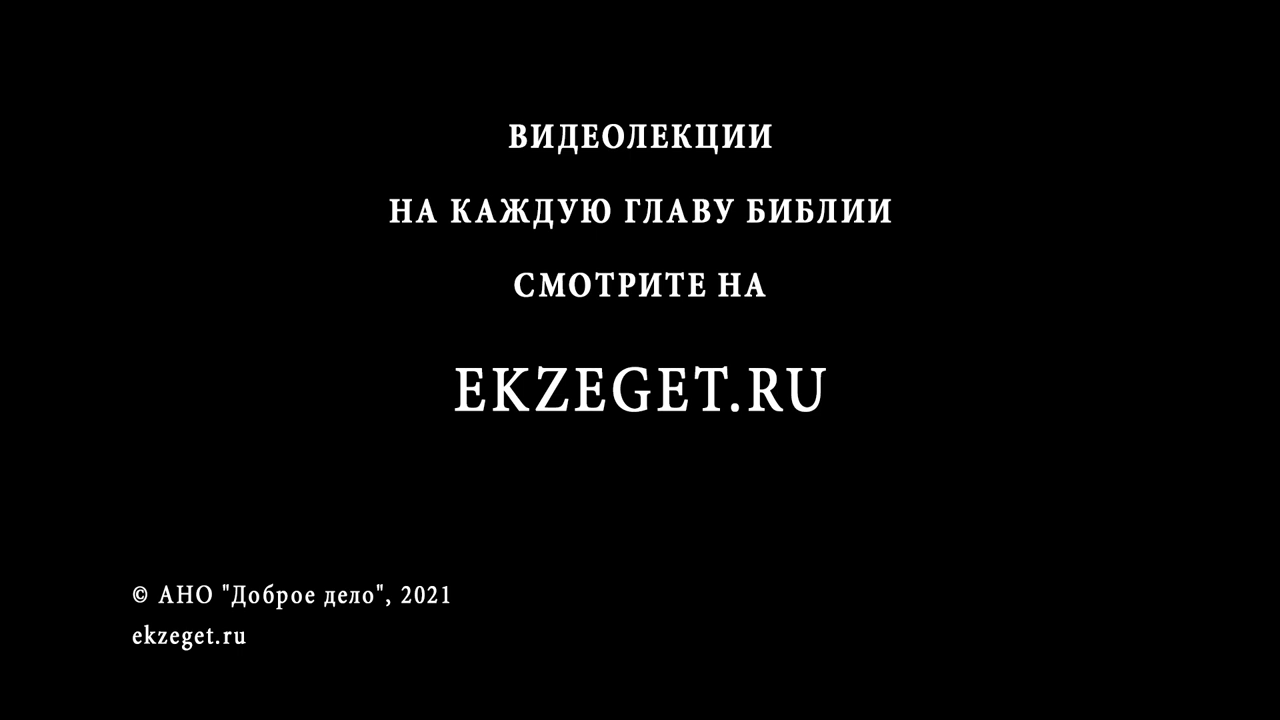 ВИДЕОЛЕКЦИИ
НА КАЖДУЮ ГЛАВУ БИБЛИИ
СМОТРИТЕ НА
EKZEGET.RU
© АНО "Доброе дело", 2021
ekzeget.ru